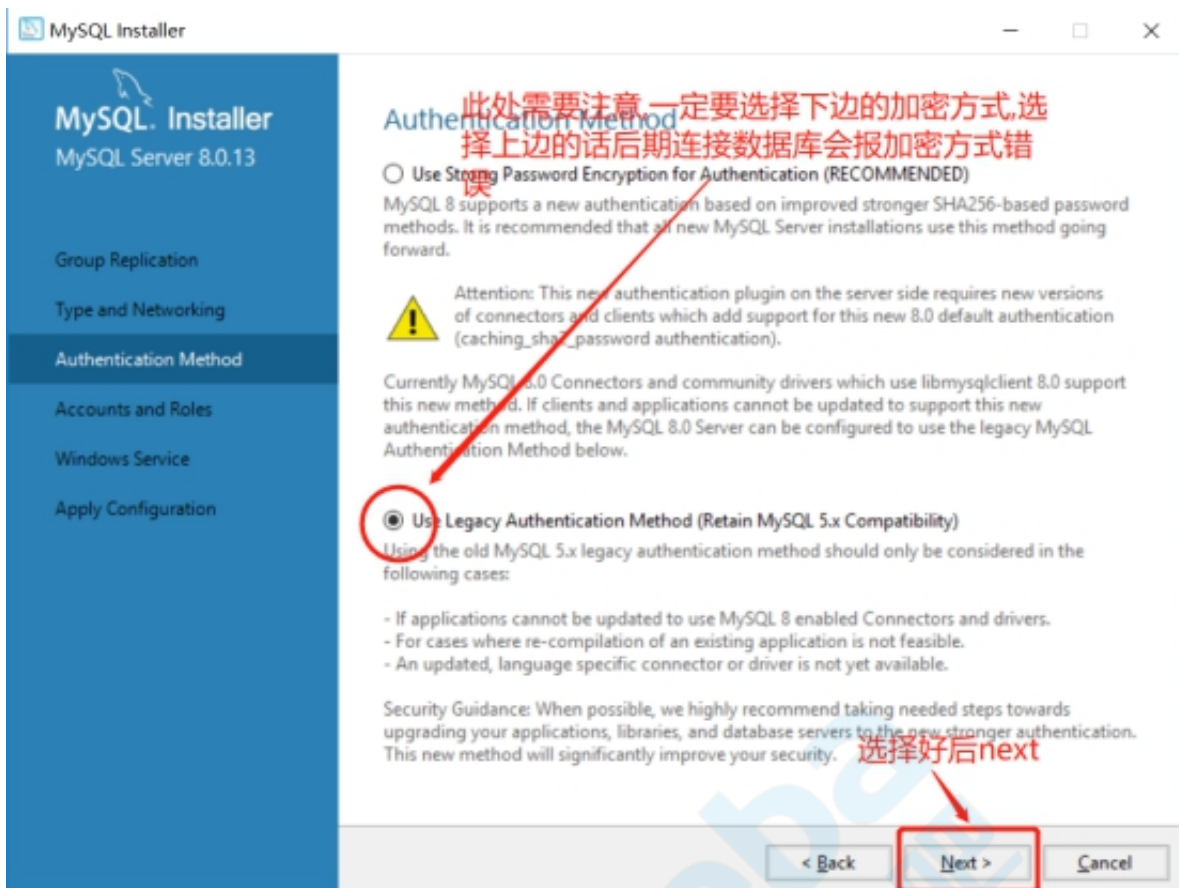 MySQL Installer
MySQL. Installer
MySQL Server 8.0.13
Group Replication
Type and Networking
Authentication Method
Accounts and Roles
Windows Service
Apply Configuration
Authentication Method
此处需要注意,一定要选择下边的加密方式,选
择上边的话后期连接数据库会报加密方式错
误
Use Strong Password Encryption for Authentication (RECOMMENDED)
MySQL 8 supports a new authentication based on improved stronger SHA256-based password
methods. It is recommended that all new MySQL Server installations use this method going
forward.
Attention: This new authentication plugin on the server side requires new versions
of connectors and clients which add support for this new 8.0 default authentication
(caching_sha2_password authentication).
Currently MySQL 8.0 Connectors and community drivers which use libmysqlclient 8.0 support
this new method. If clients and applications cannot be updated to support this new
authentication method, the MySQL 8.0 Server can be configured to use the legacy MySQL
Authentication Method below.
Use Legacy Authentication Method (Retain MySQL 5.x Compatibility)
Using the old MySQL 5.x legacy authentication method should only be considered in the
following cases:
- If applications cannot be updated to use MySQL 8 enabled Connectors and drivers.
- For cases where re-compilation of an existing application is not feasible.
- An updated, language specific connector or driver is not yet available.
Security Guidance: When possible, we highly recommend taking needed steps towards
upgrading your applications, libraries, and database servers to the new stronger authentication.
This new method will significantly improve your security.
选择好后next
< Back
Next >
Cancel